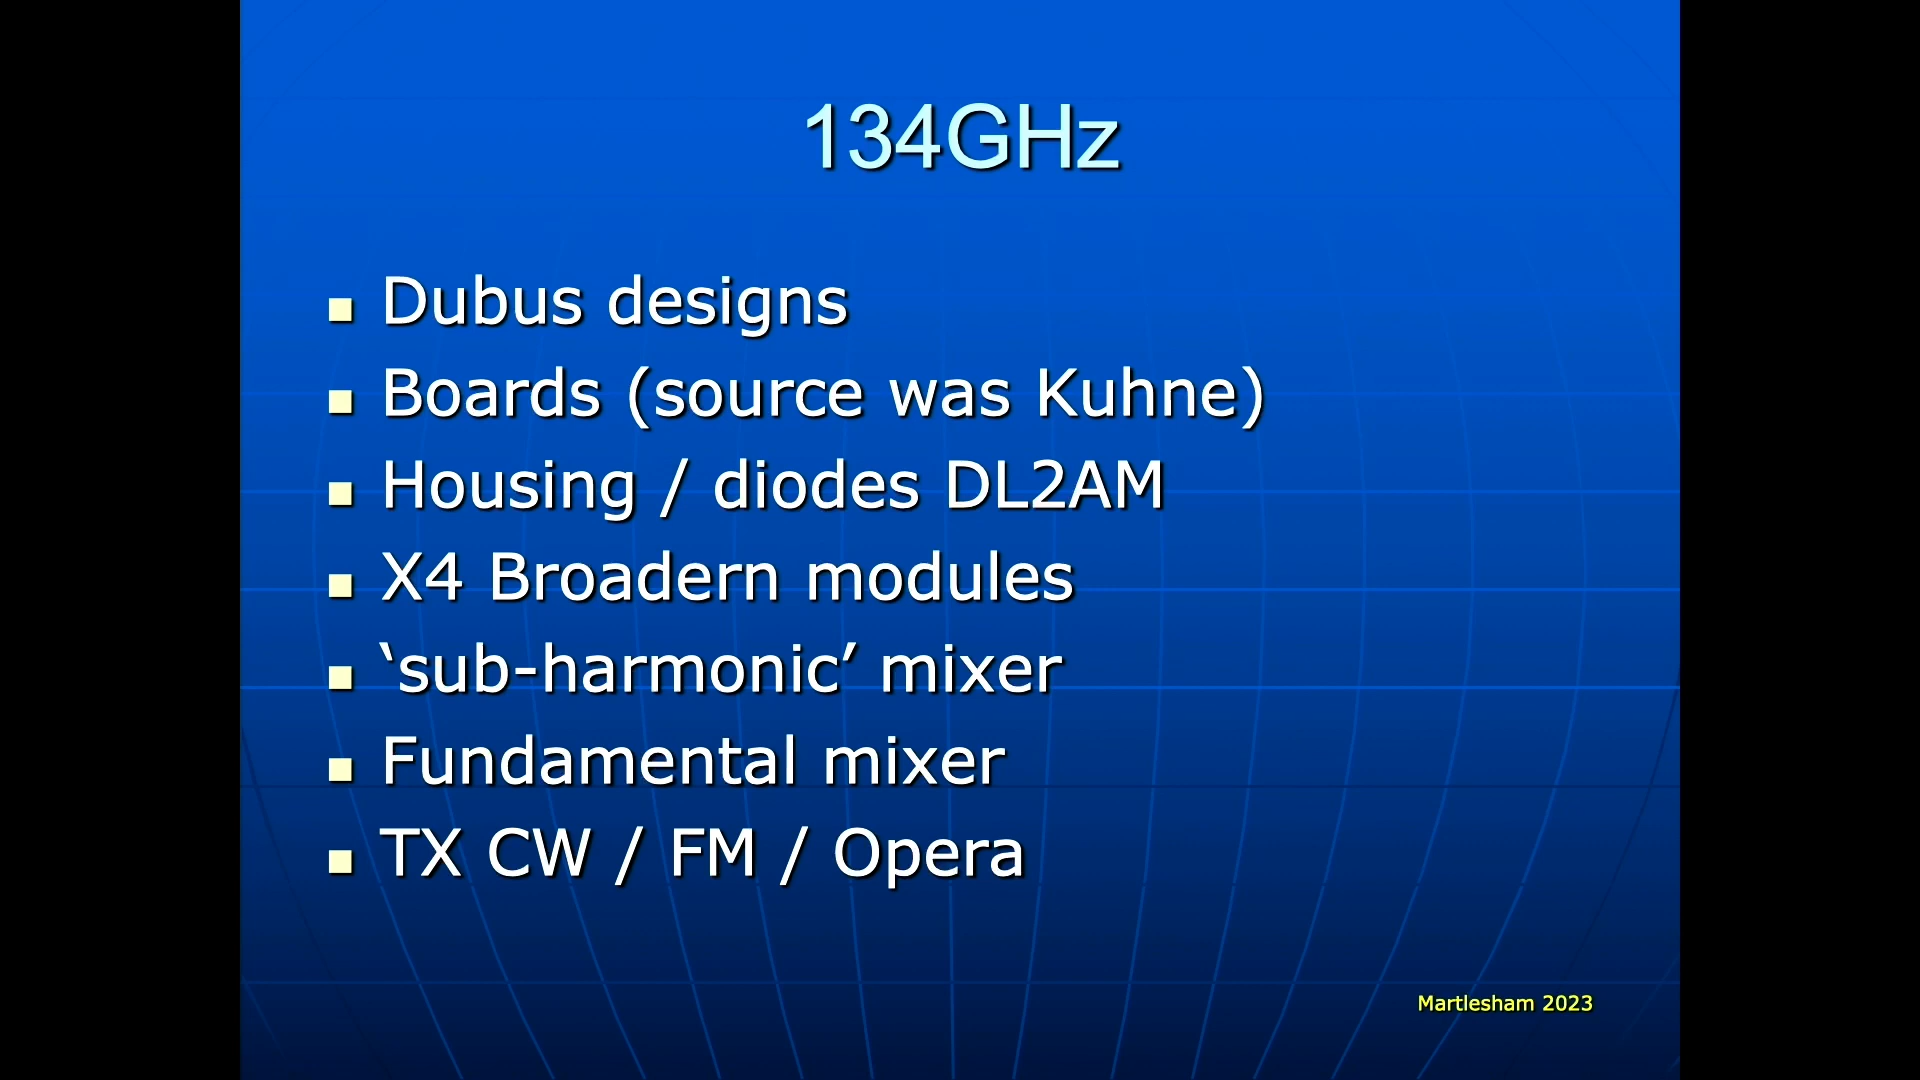 134GHz
Dubus designs
Boards (source was Kuhne)
Housing / diodes DL2AM
X4 Broadern modules
‘sub-harmonic’ mixer
Fundamental mixer
TX CW / FM / Opera
Martlesham 2023